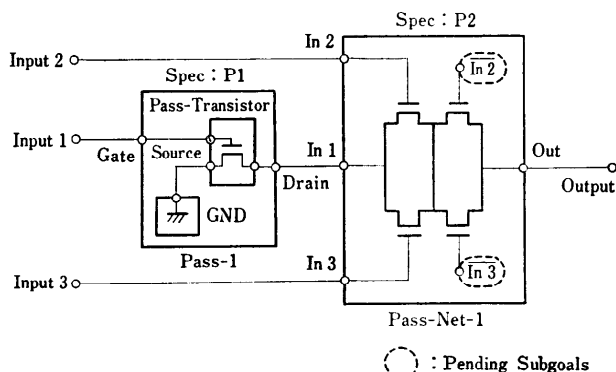 Spec : P2
In 2
Input 2
Spec : P1
In 2
Pass-Transistor
Input 1
Gate
Source
In 1
Out
Drain
Output
GND
Pass-1
In 3
In 3
Input 3
Pass-Net-1
: Pending Subgoals